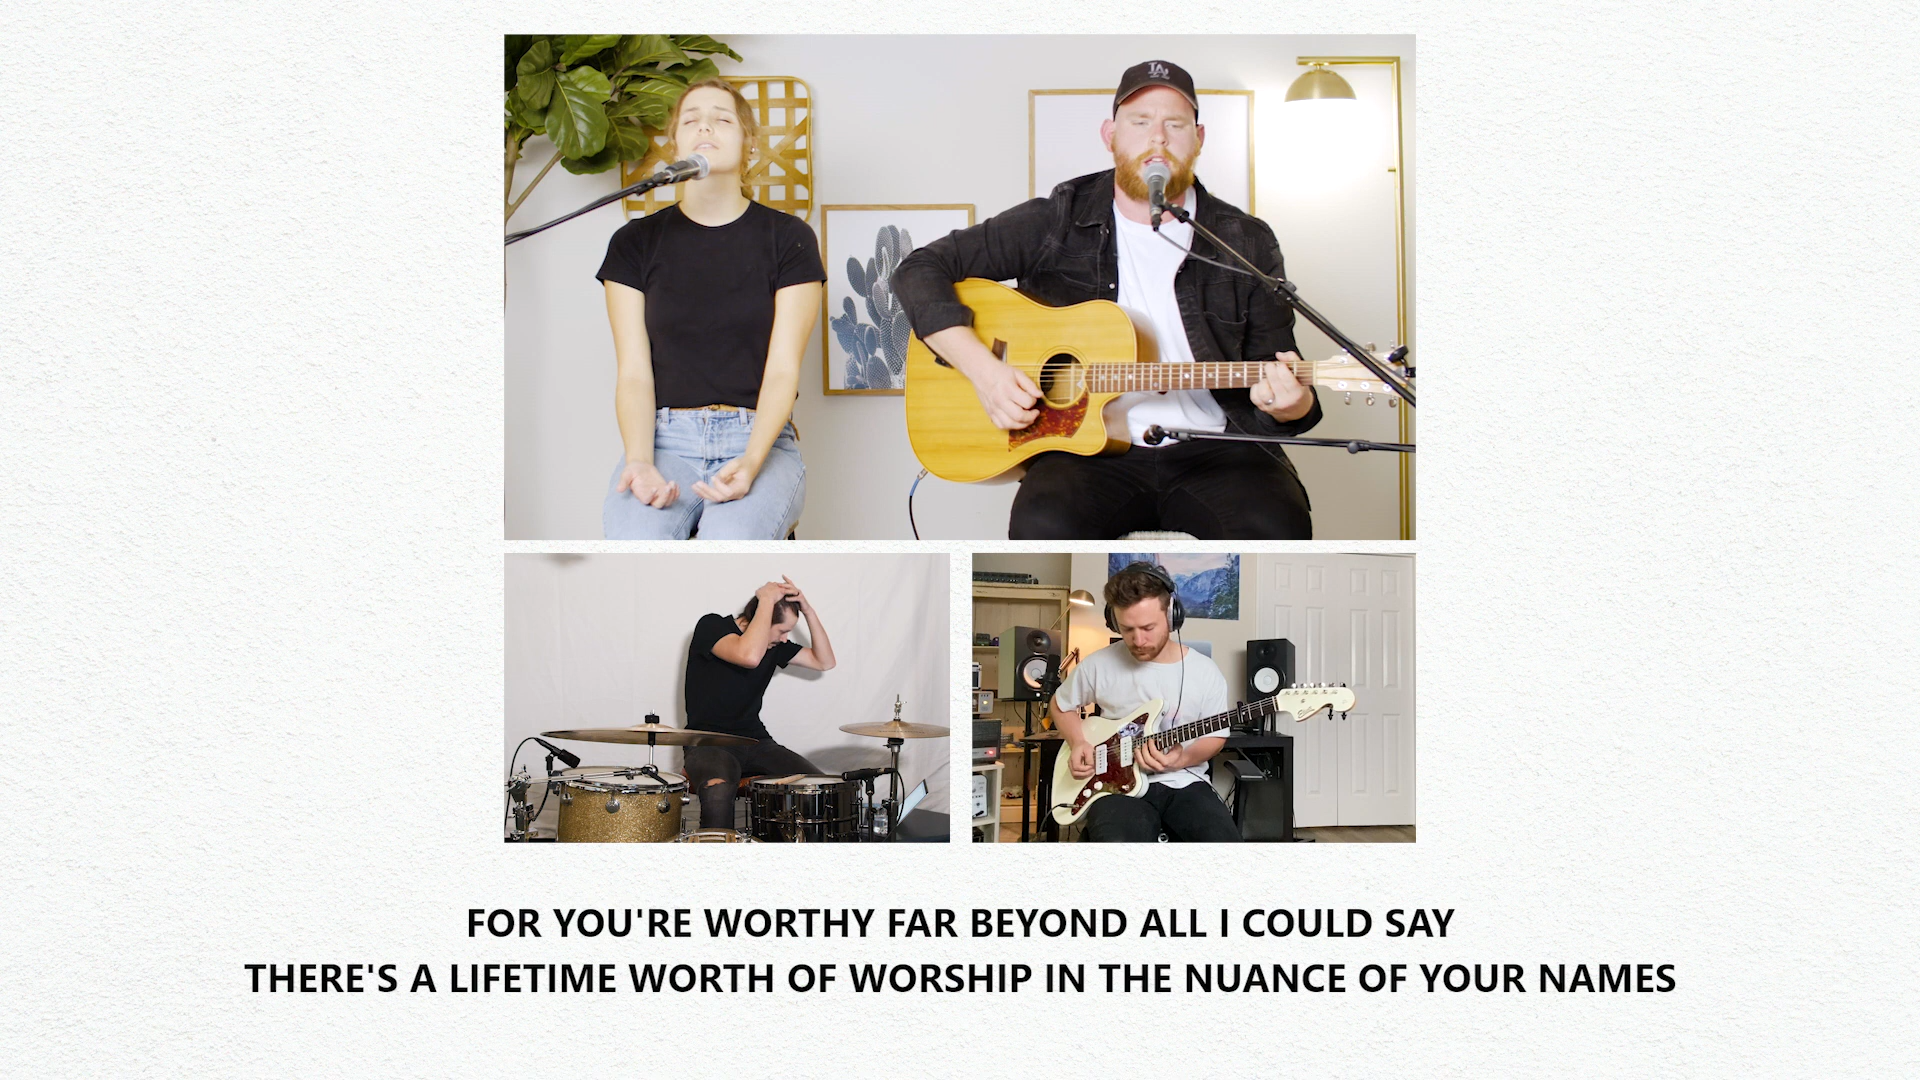 LA
FOR YOU'RE WORTHY FAR BEYOND ALL I COULD SAY
THERE'S A LIFETIME WORTH OF WORSHIP IN THE NUANCE OF YOUR NAMES